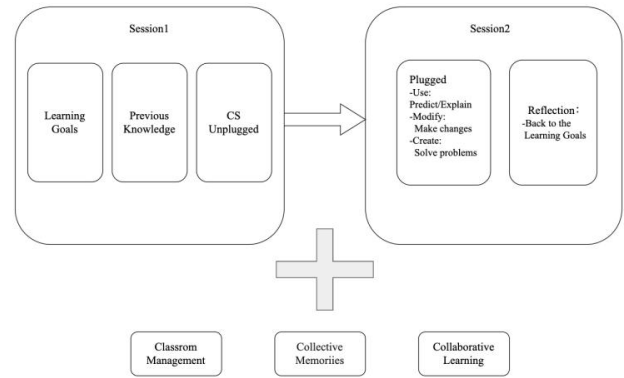 Session1
Learning
Goals
Previous
Knowledge
CS
Unplugged
Session2
Plugged
-Use:
Predict/Explain
-Modify:
Make changes
-Create:
Solve problems
Reflection:
-Back to the
Learning Goals
Classrom
Management
Collective
Memoriies
Collaborative
Learning